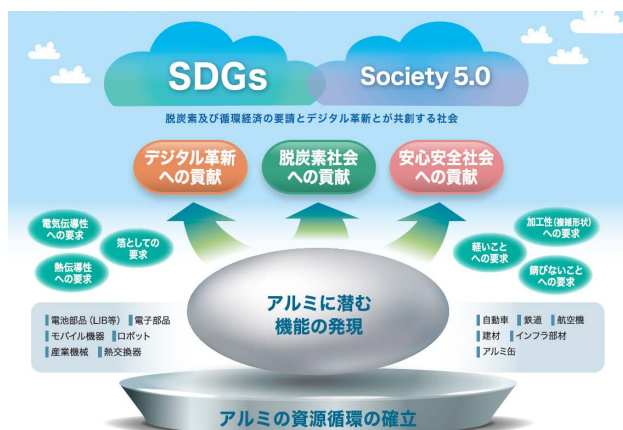 SDGs
Society 5.0
脱炭素及び循環経済の要請とデジタル革新とが共創する社会
デジタル革新
への貢献
脱炭素社会
への貢献
安心安全社会
への貢献
電気伝導性
への要求
箔としての
要求
熱伝導性
への要求
加工性(複雑形状)
への要求
軽いこと
への要求
錆びないこと
への要求
アルミに潜む
機能の発現
電池部品(LIB等) 電子部品
モバイル機器 ロボット
産業機械 熱交換器
自動車 鉄道 航空機
建材 インフラ部材
アルミ缶
アルミの資源循環の確立